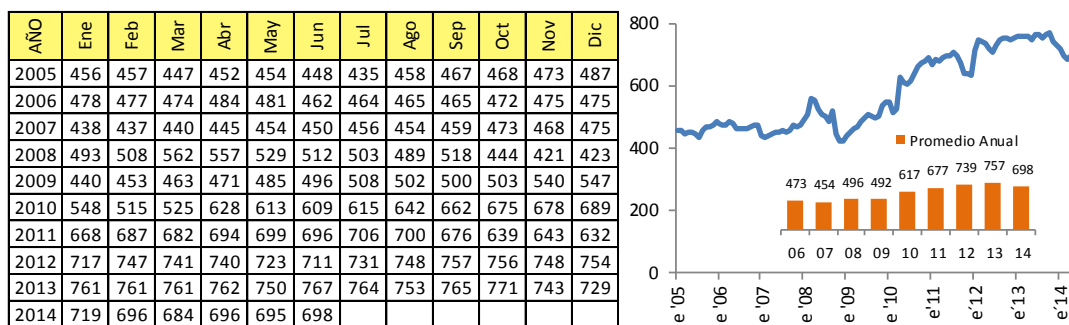 AÑO Ene Feb Mar Abr May Jun Jul Ago Sep Oct Nov Dic
2005 456 457 447 452 454 448 435 458 467 468 473 487
2006 478 477 474 484 481 462 464 465 465 472 475 475
2007 438 437 440 445 454 450 456 454 459 473 468 475
2008 493 508 562 557 529 512 503 489 518 444 421 423
2009 440 453 463 471 485 496 508 502 500 503 540 547
2010 548 515 525 628 613 609 615 642 662 675 678 689
2011 668 687 682 694 699 696 706 700 676 639 643 632
2012 717 747 741 740 723 711 731 748 757 756 748 754
2013 761 761 761 762 750 767 764 753 765 771 743 729
2014 719 696 684 696 695 698
800
600
400
200
0
Promedio Anual
473 454 496 492 617 677 739 757 698
06 07 08 09 10 11 12 13 14
e '05 e '06 e '07 e '08 e '09 e '10 e'11 e'12 e'13 e '14